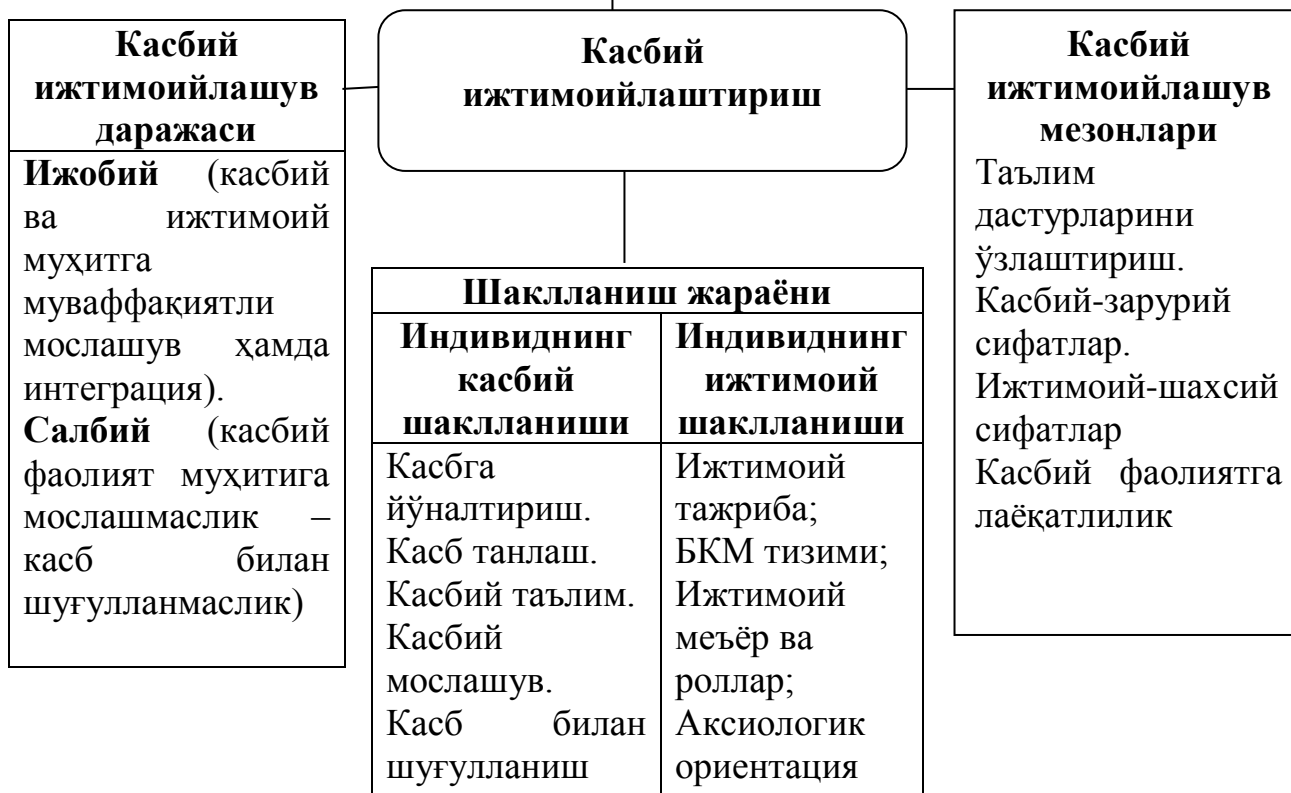 Касбий
ижтимоийлашув
даражаси
Ижобий (касбий
ва ижтимоий
муҳитга
муваффақиятли
мослашув ҳамда
интеграция).
Салбий (касбий
фаолият муҳитига
мослашмаслик –
касб билан
шуғулланмаслик)
Касбий
ижтимоийлаштириш
Шаклланиш жараёни
Индивиднинг
касбий
шаклланиши
Касбга
йўналтириш.
Касб танлаш.
Касбий таълим.
Касбий
мослашув.
Касб билан
шуғулланиш
Индивиднинг
ижтимоий
шаклланиши
Ижтимоий
тажриба;
БКМ тизими;
Ижтимоий
меъёр ва
роллар;
Аксиологик
ориентация
Касбий
ижтимоийлашув
мезонлари
Таълим
дастурларини
ўзлаштириш.
Касбий-зарурий
сифатлар.
Ижтимоий-шахсий
сифатлар
Касбий фаолиятга
лаёқатлилик